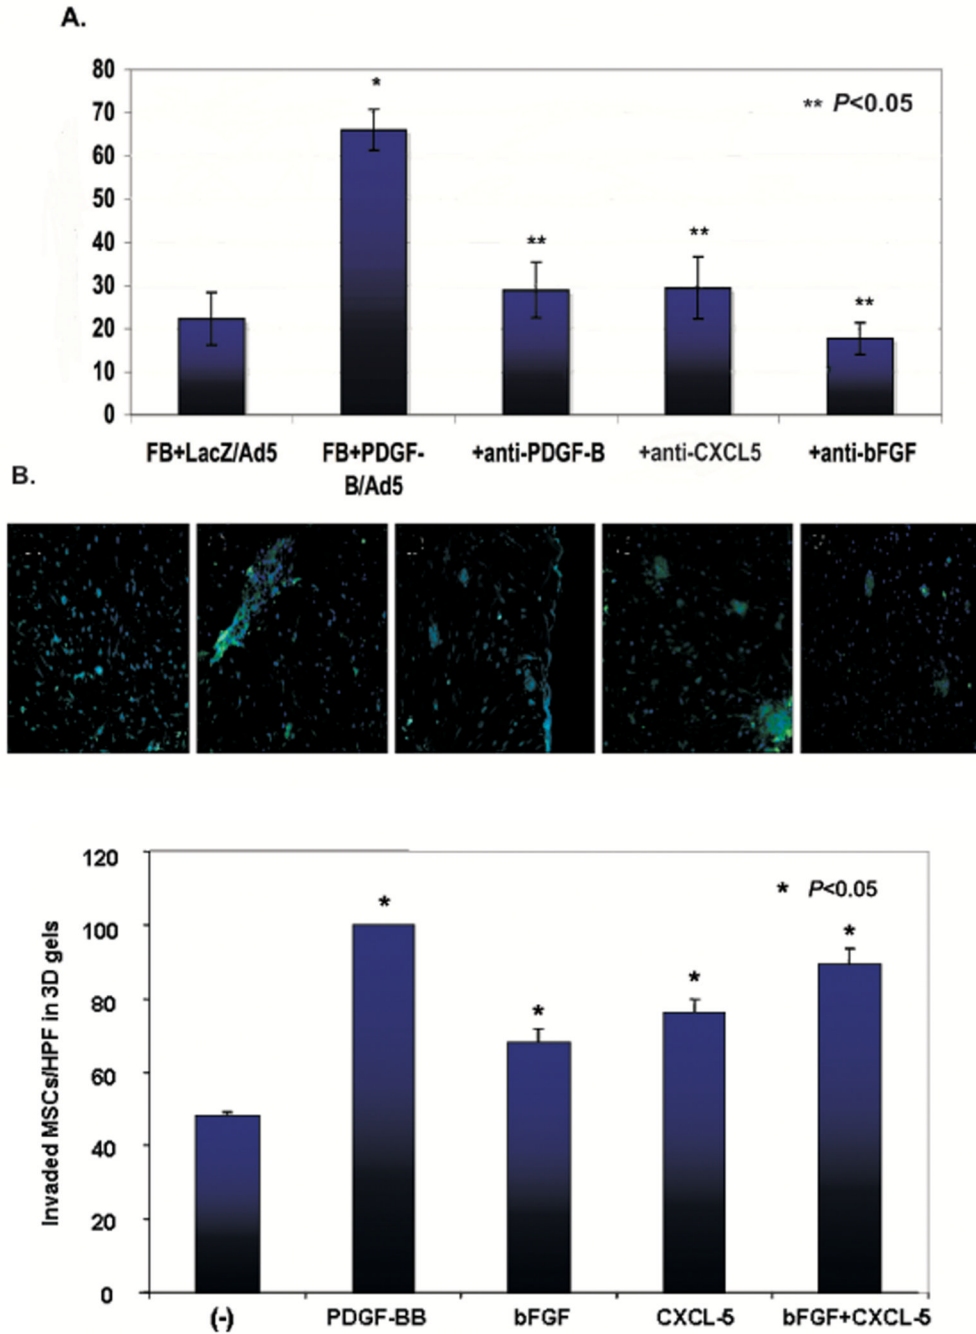 A.
80
70
60
50
40
30
20
10
0
*
**
**
**
** P<0.05
FB+LacZ/Ad5
FB+PDGF-
B/Ad5
+anti-PDGF-B
+anti-CXCL5
+anti-bFGF
B.
Invaded MSCs/HPF in 3D gels
120
100
80
60
40
20
0
*
*
*
*
* P<0.05
(-)
PDGF-BB
bFGF
CXCL-5
bFGF+CXCL-5